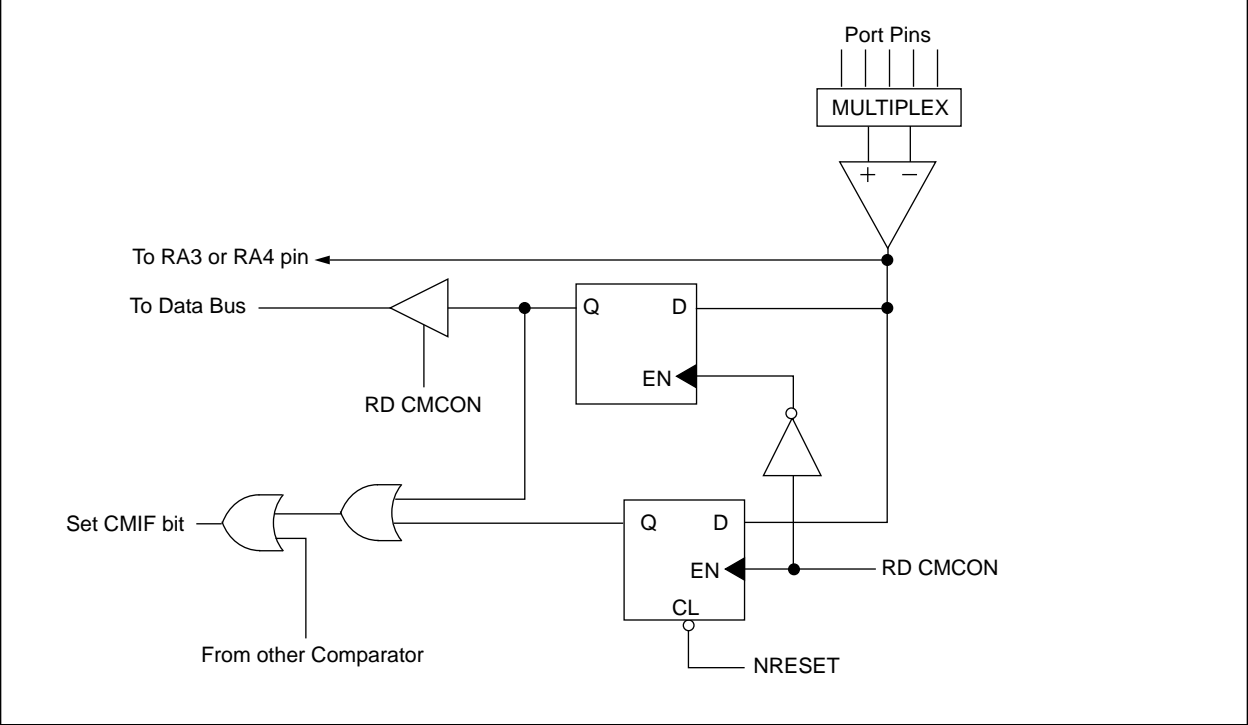 Port Pins
MULTIPLEX
+ −
To RA3 or RA4 pin
To Data Bus
Q D
EN
RD CMCON
Set CMIF bit
Q D
EN
RD CMCON
CL
From other Comparator
NRESET